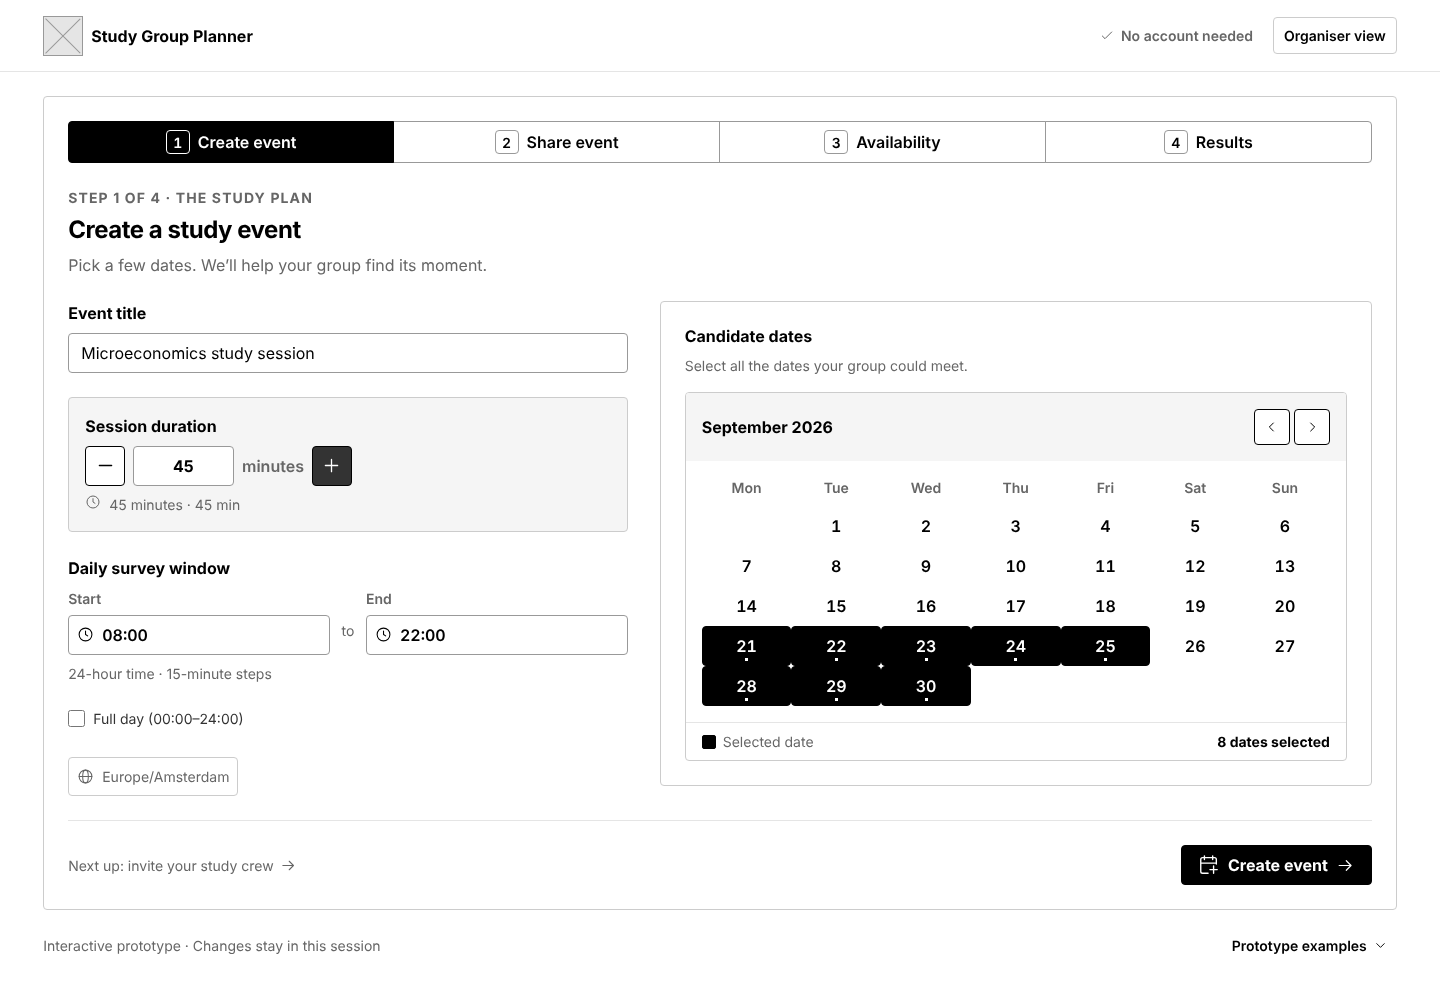 Study Group Planner
No account needed
Organiser view
1 Create event
2 Share event
3 Availability
4 Results
STEP 1 OF 4 · THE STUDY PLAN
Create a study event
Pick a few dates. We’ll help your group find its moment.
Event title
Microeconomics study session
Session duration
45 minutes
45 minutes · 45 min
Daily survey window
Start
End
08:00 to 22:00
24-hour time · 15-minute steps
Full day (00:00–24:00)
Europe/Amsterdam
Candidate dates
Select all the dates your group could meet.
September 2026
Mon Tue Wed Thu Fri Sat Sun
1 2 3 4 5 6
7 8 9 10 11 12 13
14 15 16 17 18 19 20
21 22 23 24 25 26 27
28 29 30
Selected date
8 dates selected
Next up: invite your study crew
Create event
Interactive prototype · Changes stay in this session
Prototype examples